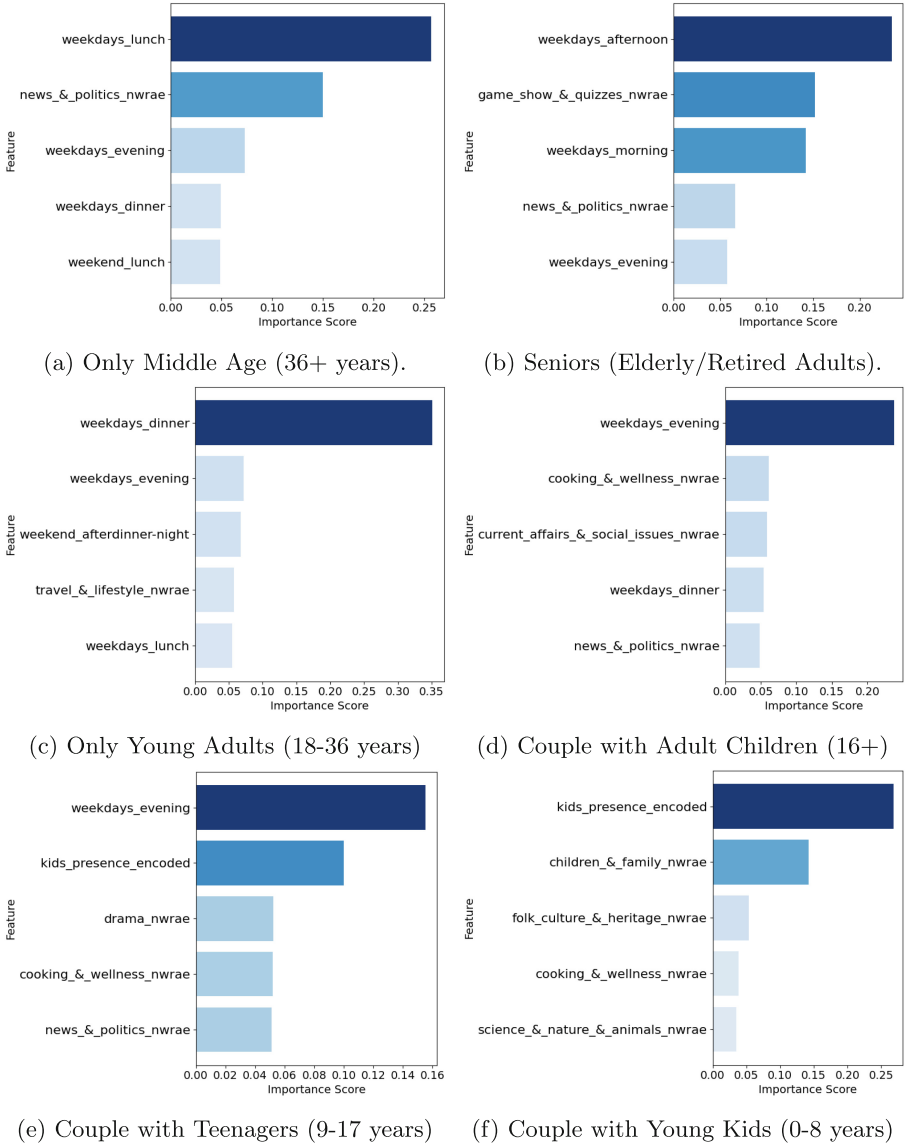 weekdays_lunch
news_&_politics_nwrae
weekdays_evening
weekdays_dinner
weekend_lunch
Feature
0.00 0.05 0.10 0.15 0.20 0.25
Importance Score
(a) Only Middle Age (36+ years).
weekdays_afternoon
game_show_&_quizzes_nwrae
weekdays_morning
news_&_politics_nwrae
weekdays_evening
Feature
0.00 0.05 0.10 0.15 0.20
Importance Score
(b) Seniors (Elderly/Retired Adults).
weekdays_dinner
weekdays_evening
weekend_afterdinner-night
travel_&_lifestyle_nwrae
weekdays_lunch
Feature
0.00 0.05 0.10 0.15 0.20 0.25 0.30 0.35
Importance Score
(c) Only Young Adults (18-36 years)
weekdays_evening
cooking_&_wellness_nwrae
current_affairs_&_social_issues_nwrae
weekdays_dinner
news_&_politics_nwrae
Feature
0.00 0.05 0.10 0.15 0.20
Importance Score
(d) Couple with Adult Children (16+)
weekdays_evening
kids_presence_encoded
drama_nwrae
cooking_&_wellness_nwrae
news_&_politics_nwrae
Feature
0.00 0.02 0.04 0.06 0.08 0.10 0.12 0.14 0.16
Importance Score
(e) Couple with Teenagers (9-17 years)
kids_presence_encoded
children_&_family_nwrae
folk_culture_&_heritage_nwrae
cooking_&_wellness_nwrae
science_&_nature_&_animals_nwrae
Feature
0.00 0.05 0.10 0.15 0.20 0.25
Importance Score
(f) Couple with Young Kids (0-8 years)